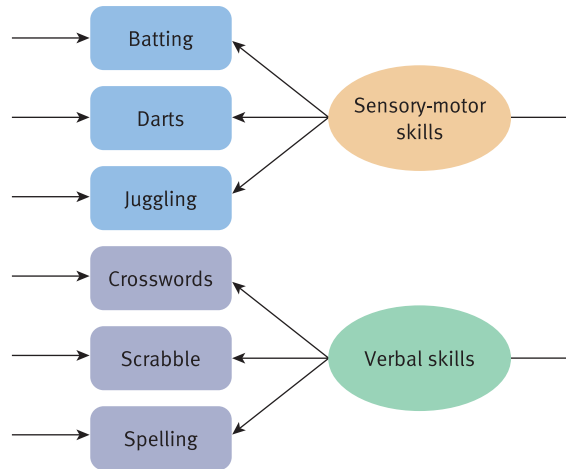 Batting
Darts
Sensory-motor
skills
Juggling
Crosswords
Scrabble
Verbal skills
Spelling